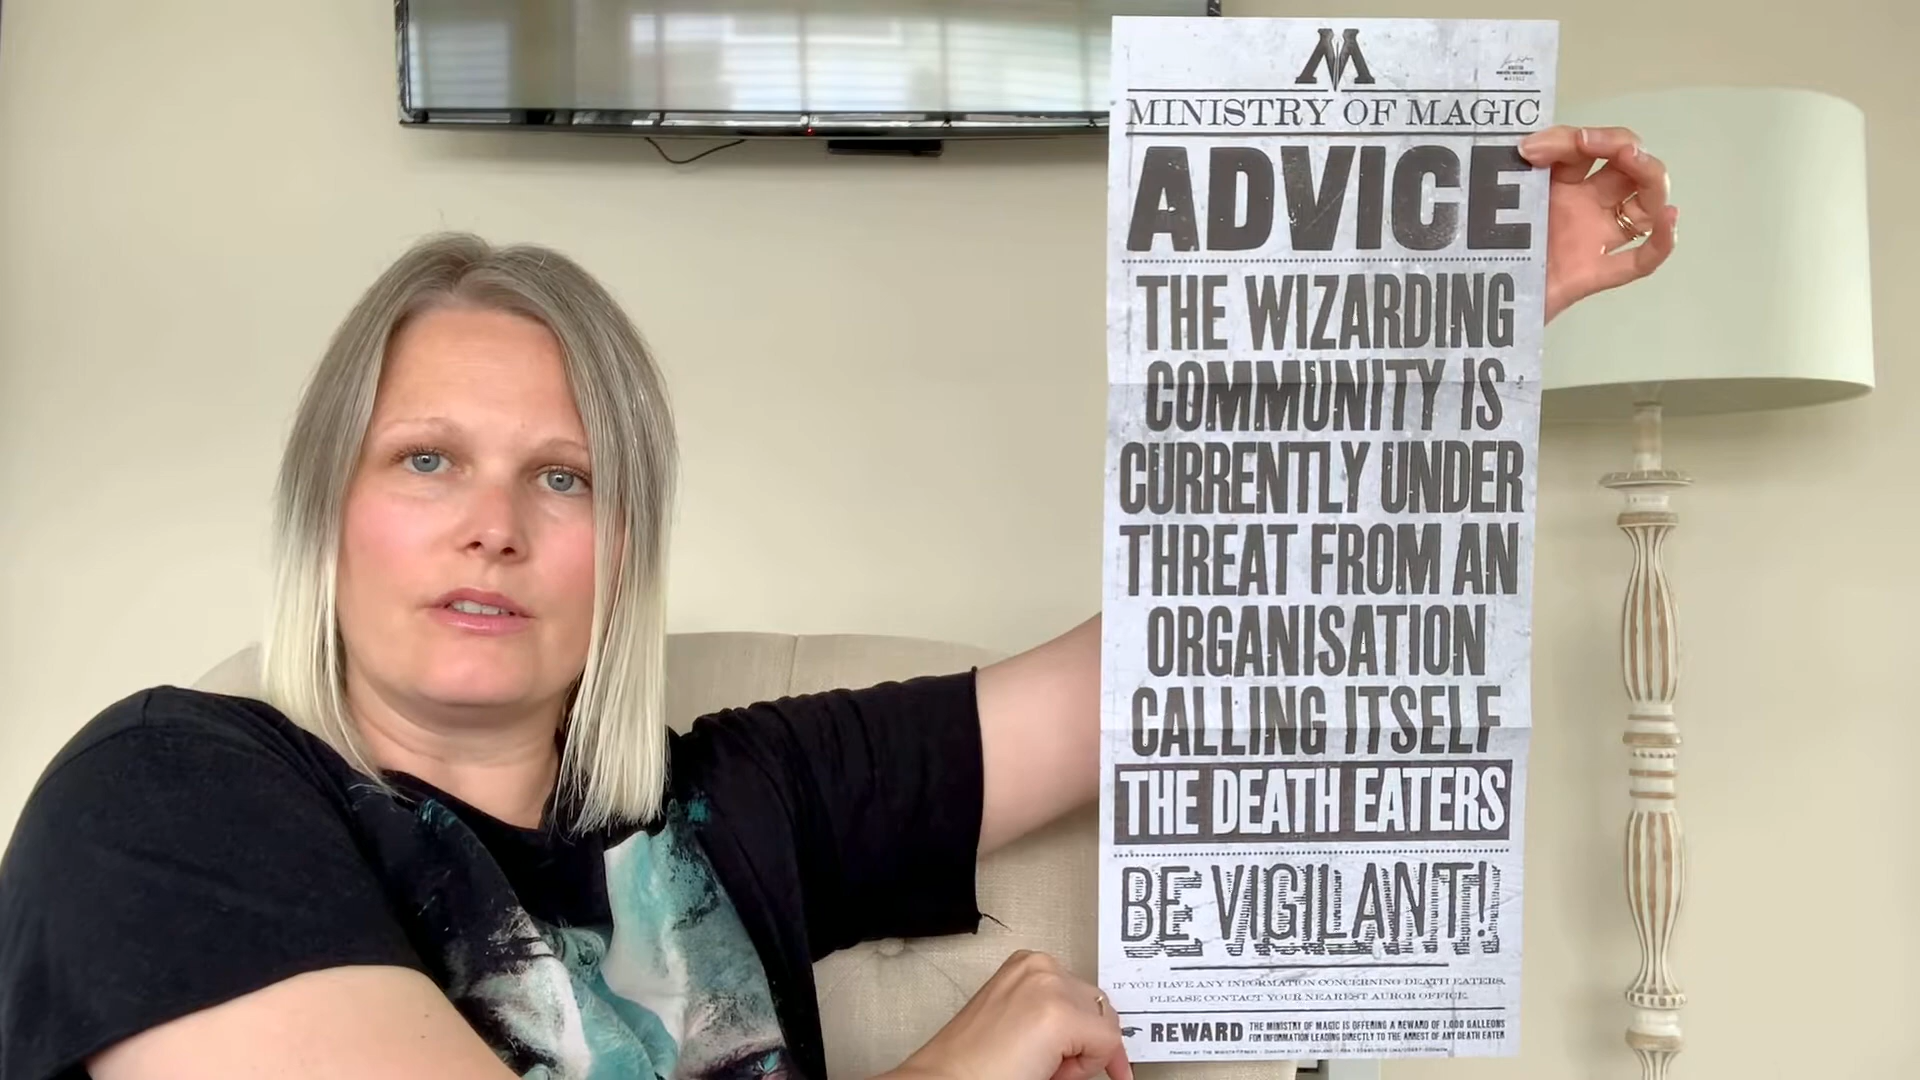 M
MINISTRY OF MAGIC
ADVICE
THE WIZARDING
COMMUNITY IS
CURRENTLY UNDER
THREAT FROM AN
ORGANISATION
CALLING ITSELF
THE DEATH EATERS
BE VIGILANT!
IF YOU HAVE ANY INFORMATION CONCERNING DEATH EATERS,
PLEASE CONTACT YOUR NEAREST AUROR OFFICE.
REWARD THE MINISTRY OF MAGIC IS OFFERING A REWARD OF 1,000 GALLEONS
FOR INFORMATION LEADING DIRECTLY TO THE ARREST OF ANY DEATH EATER